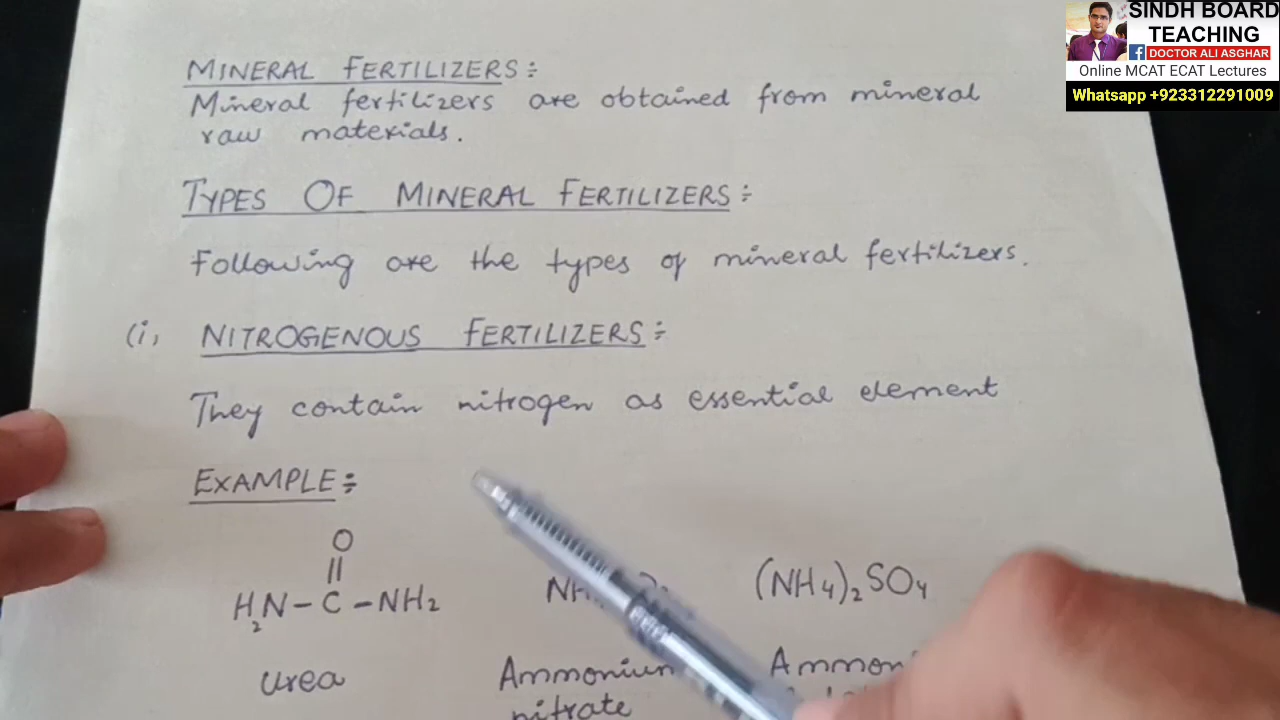 SINDH BOARD
TEACHING
f DOCTOR ALI ASGHAR
Online MCAT ECAT Lectures
Whatsapp +923312291009
MINERAL FERTILIZERS:
Mineral fertilizers are obtained from mineral
raw materials.
TYPES OF MINERAL FERTILIZERS:
Following are the types of mineral fertilizers.
(i) NITROGENOUS FERTILIZERS:
They contain nitrogen as essential element
EXAMPLE:
O
||
H₂N-C-NH₂ (NH₄)₂SO₄
Urea Ammonium
nitrate